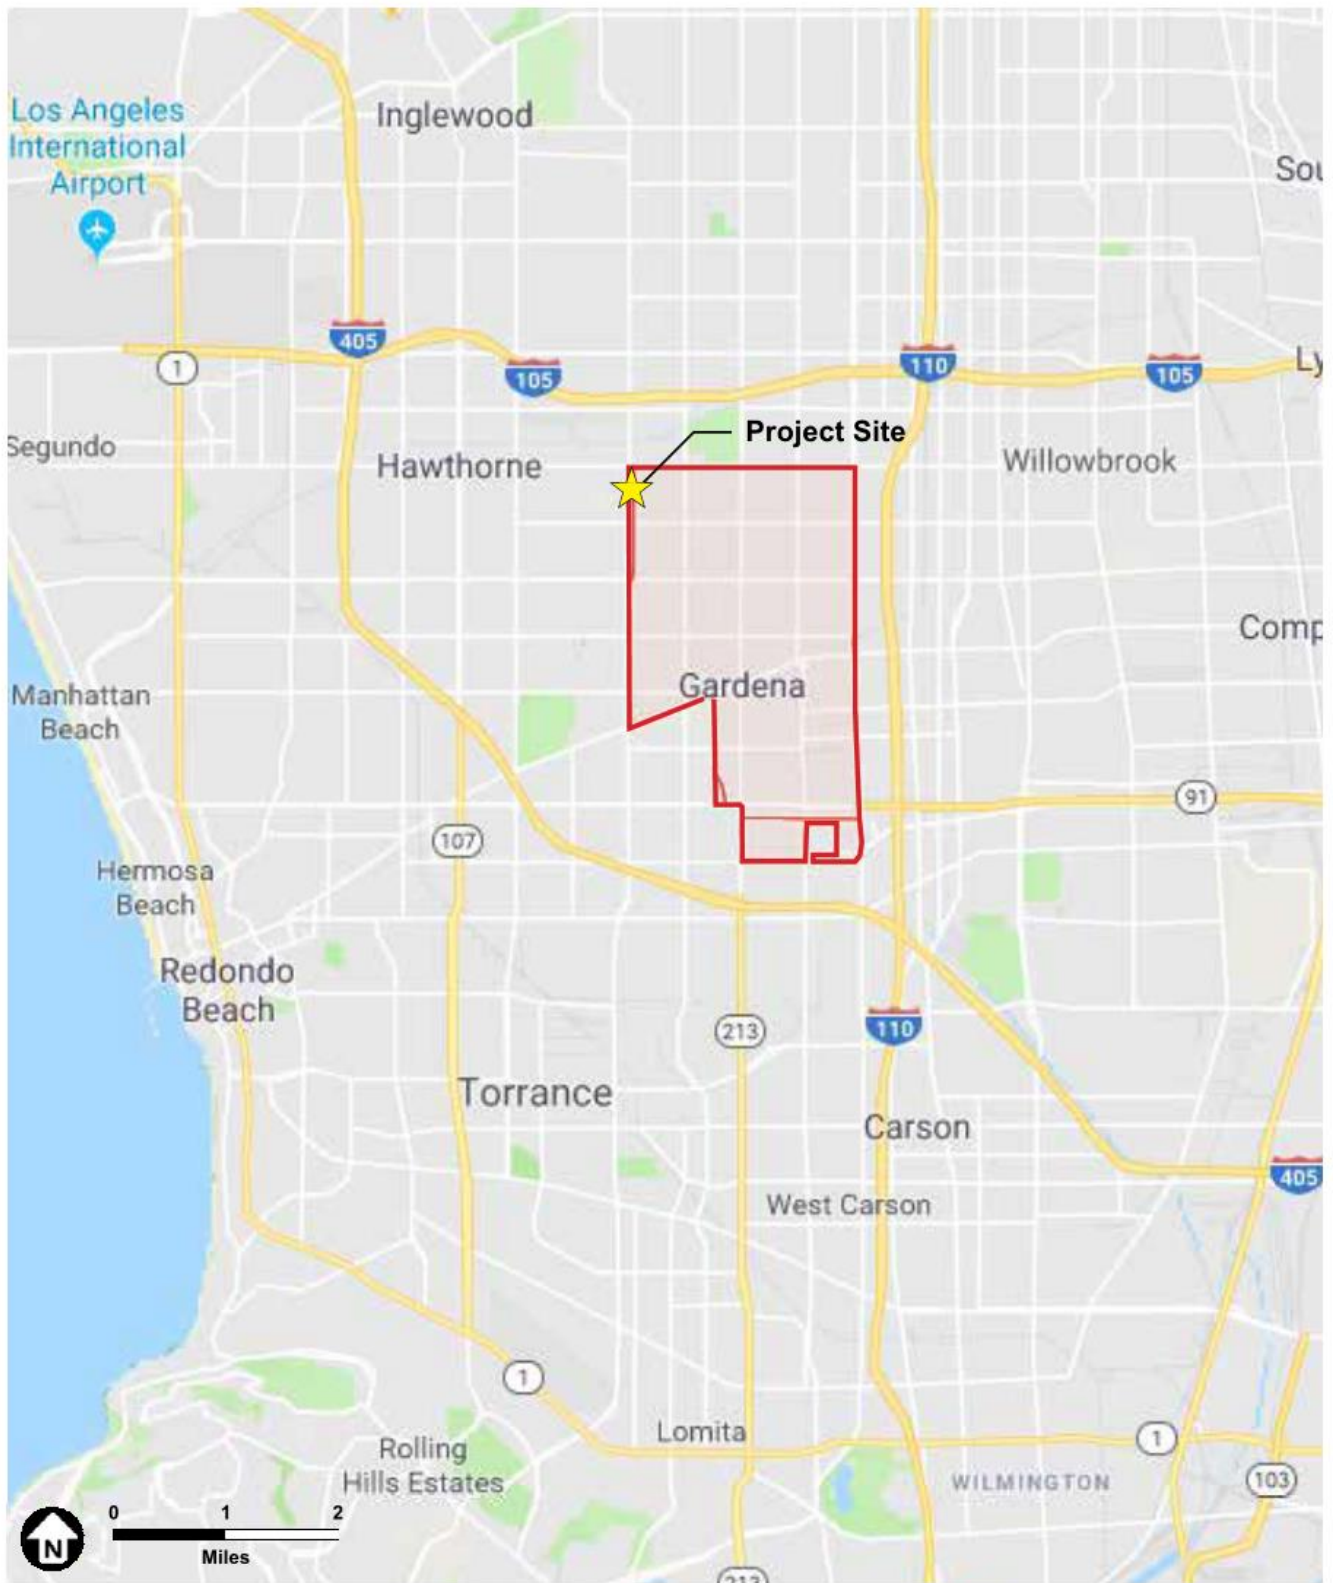 Los Angeles
International
Airport
Inglewood
Sou
405
1
105
110
105
Ly
Project Site
Segundo
Hawthorne
Willowbrook
Comp
Gardena
Manhattan
Beach
91
107
Hermosa
Beach
Redondo
Beach
213
110
Torrance
Carson
405
West Carson
1
Lomita
1
Rolling
Hills Estates
WILMINGTON
103
0 1 2
N
Miles
213